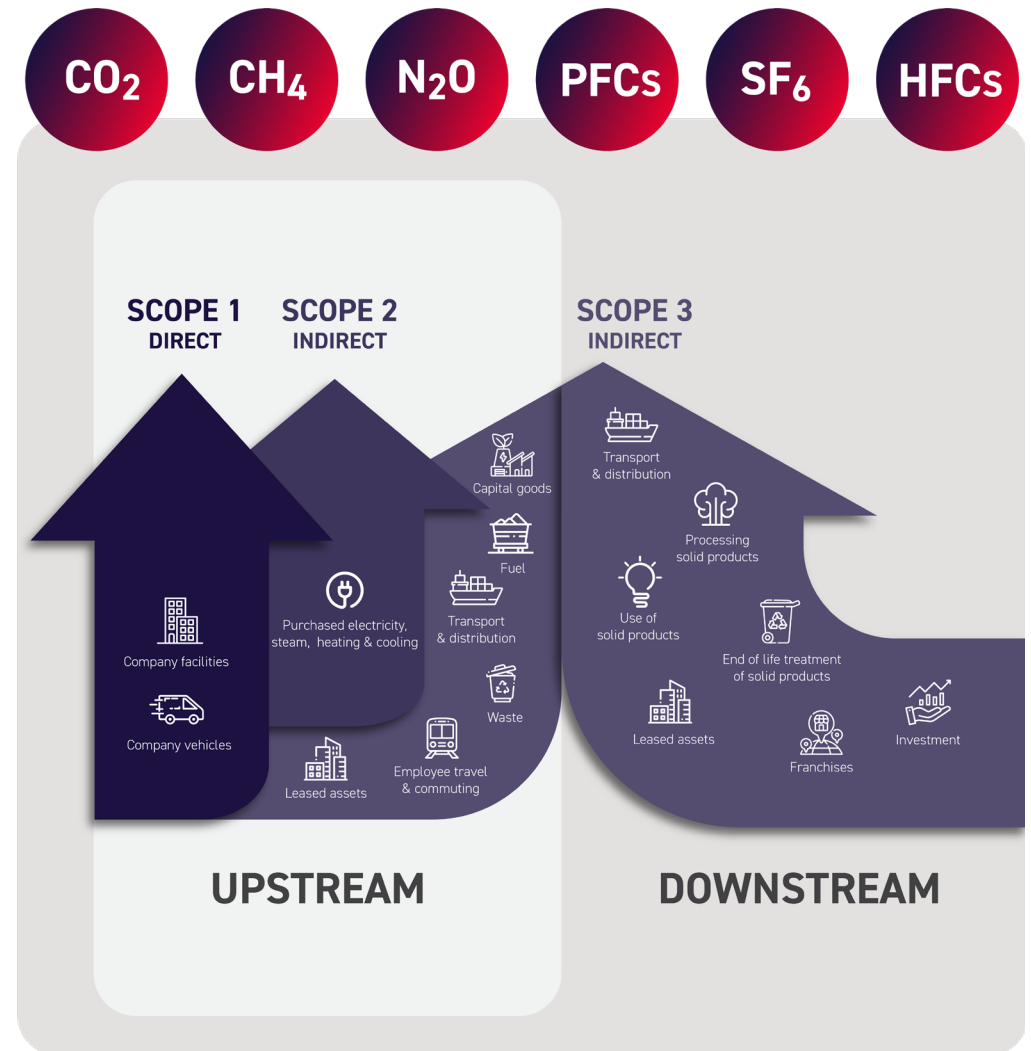 CO₂
CH₄
N₂O
PFCs
SF₆
HFCs
SCOPE 1
DIRECT
SCOPE 2
INDIRECT
SCOPE 3
INDIRECT
Company facilities
Company vehicles
Purchased electricity,
steam, heating & cooling
Capital goods
Fuel
Transport
& distribution
Waste
Employee travel
& commuting
Leased assets
Transport
& distribution
Processing
solid products
Use of
solid products
End of life treatment
of solid products
Leased assets
Franchises
Investment
UPSTREAM
DOWNSTREAM